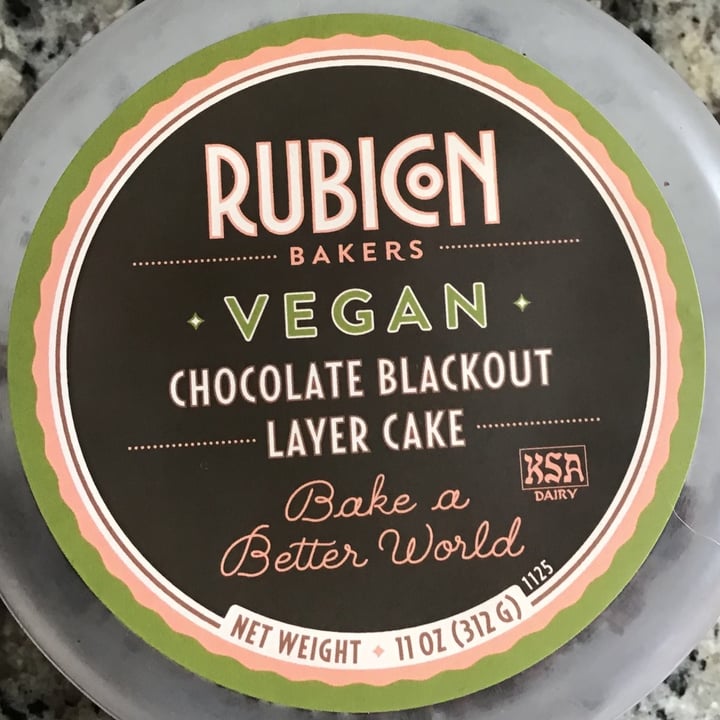 RUBICON
BAKERS
VEGAN
CHOCOLATE BLACKOUT
LAYER CAKE
KSA
DAIRY
Bake a
Better World
1125
NET WEIGHT 11 OZ (312 G)